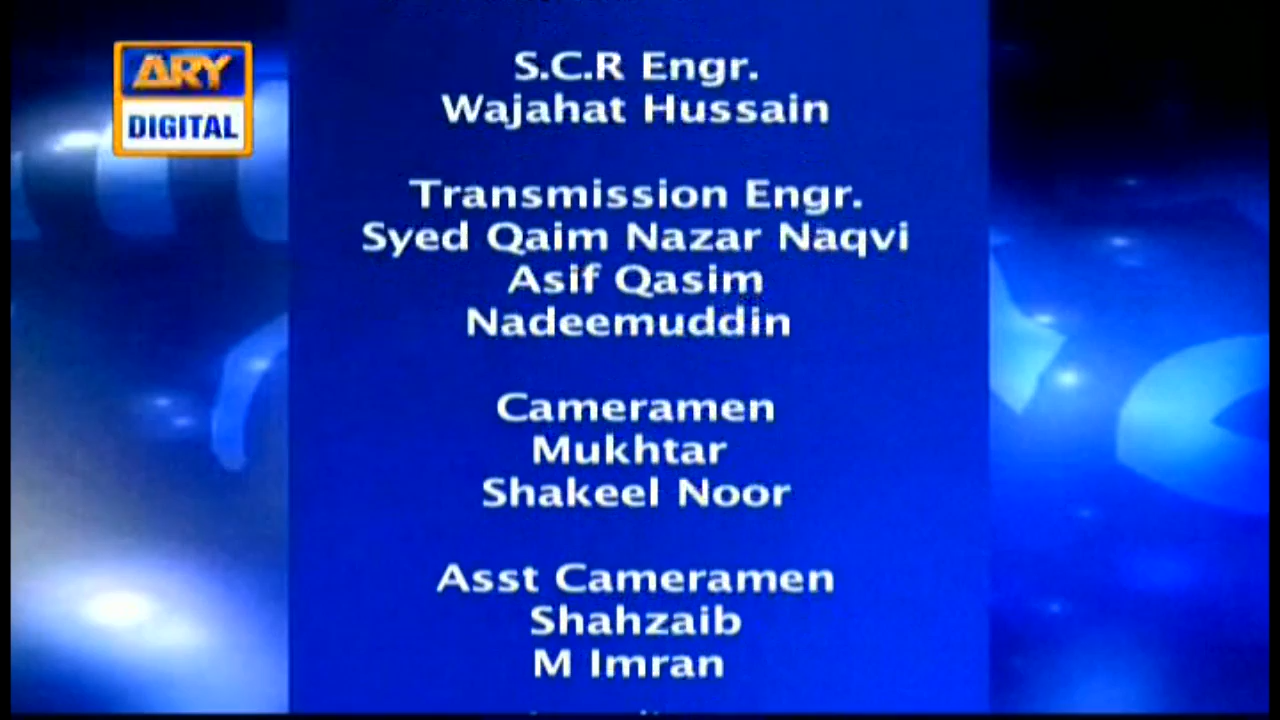 ARY
DIGITAL
S.C.R Engr.
Wajahat Hussain
Transmission Engr.
Syed Qaim Nazar Naqvi
Asif Qasim
Nadeemuddin
Cameramen
Mukhtar
Shakeel Noor
Asst Cameramen
Shahzaib
M Imran